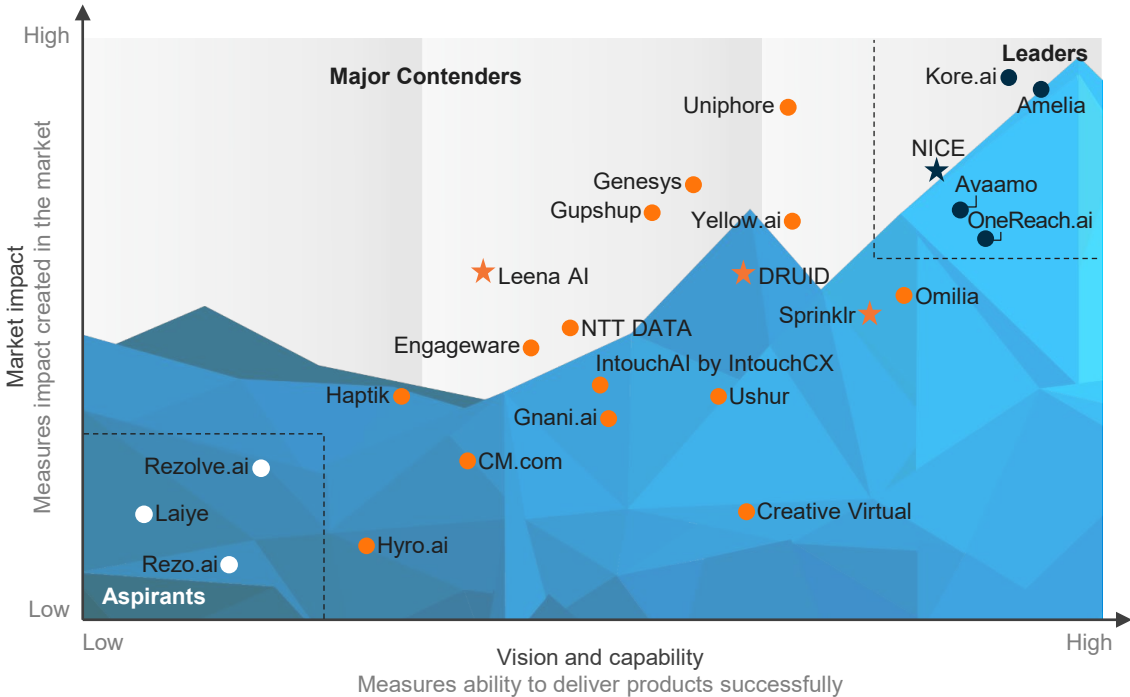 High
Leaders
Major Contenders
Kore.ai
Uniphore
Amelia
NICE
Genesys
Avaamo
Gupshup
Yellow.ai
OneReach.ai
Leena AI
DRUID
Omilia
Sprinklr
NTT DATA
Engageware
IntouchAI by IntouchCX
Haptik
Ushur
Gnani.ai
CM.com
Rezolve.ai
Laiye
Creative Virtual
Hyro.ai
Rezo.ai
Aspirants
Low
Market impact
Measures impact created in the market
Low
High
Vision and capability
Measures ability to deliver products successfully